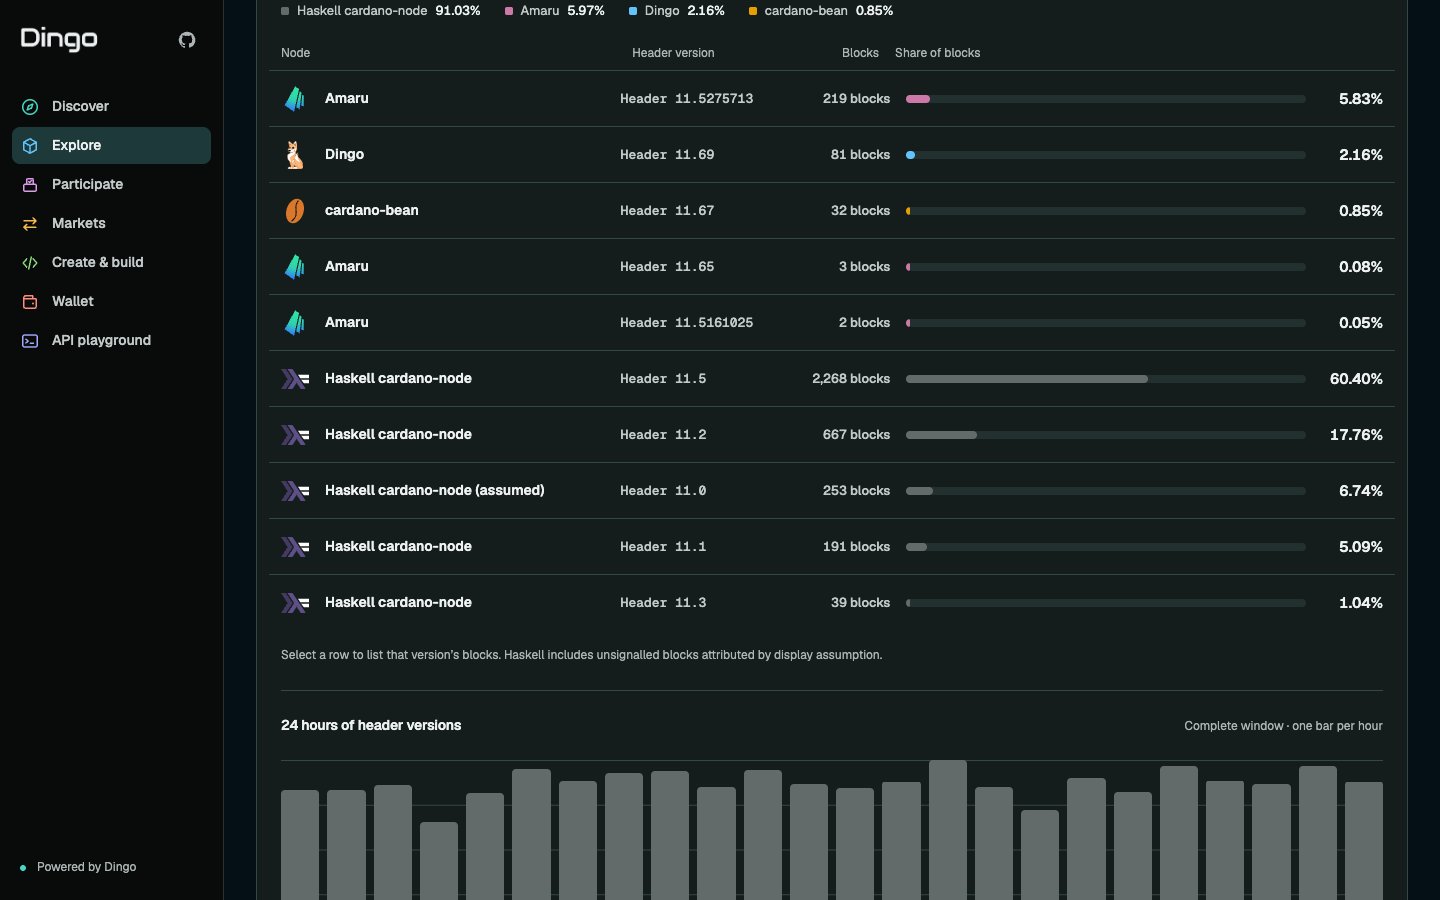 Haskell cardano-node 91.03% Amaru 5.97% Dingo 2.16% cardano-bean 0.85%
Dingo
Discover
Explore
Participate
Markets
Create & build
Wallet
API playground
Powered by Dingo
Node Header version Blocks Share of blocks
Amaru Header 11.5275713 219 blocks 5.83%
Dingo Header 11.69 81 blocks 2.16%
cardano-bean Header 11.67 32 blocks 0.85%
Amaru Header 11.65 3 blocks 0.08%
Amaru Header 11.5161025 2 blocks 0.05%
Haskell cardano-node Header 11.5 2,268 blocks 60.40%
Haskell cardano-node Header 11.2 667 blocks 17.76%
Haskell cardano-node (assumed) Header 11.0 253 blocks 6.74%
Haskell cardano-node Header 11.1 191 blocks 5.09%
Haskell cardano-node Header 11.3 39 blocks 1.04%
Select a row to list that version's blocks. Haskell includes unsignalled blocks attributed by display assumption.
24 hours of header versions Complete window · one bar per hour